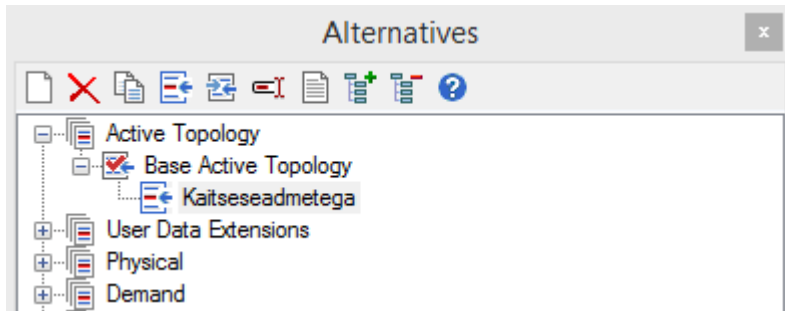 Alternatives
x
?
Active Topology
Base Active Topology
Kaitseseadmetega
User Data Extensions
Physical
Demand